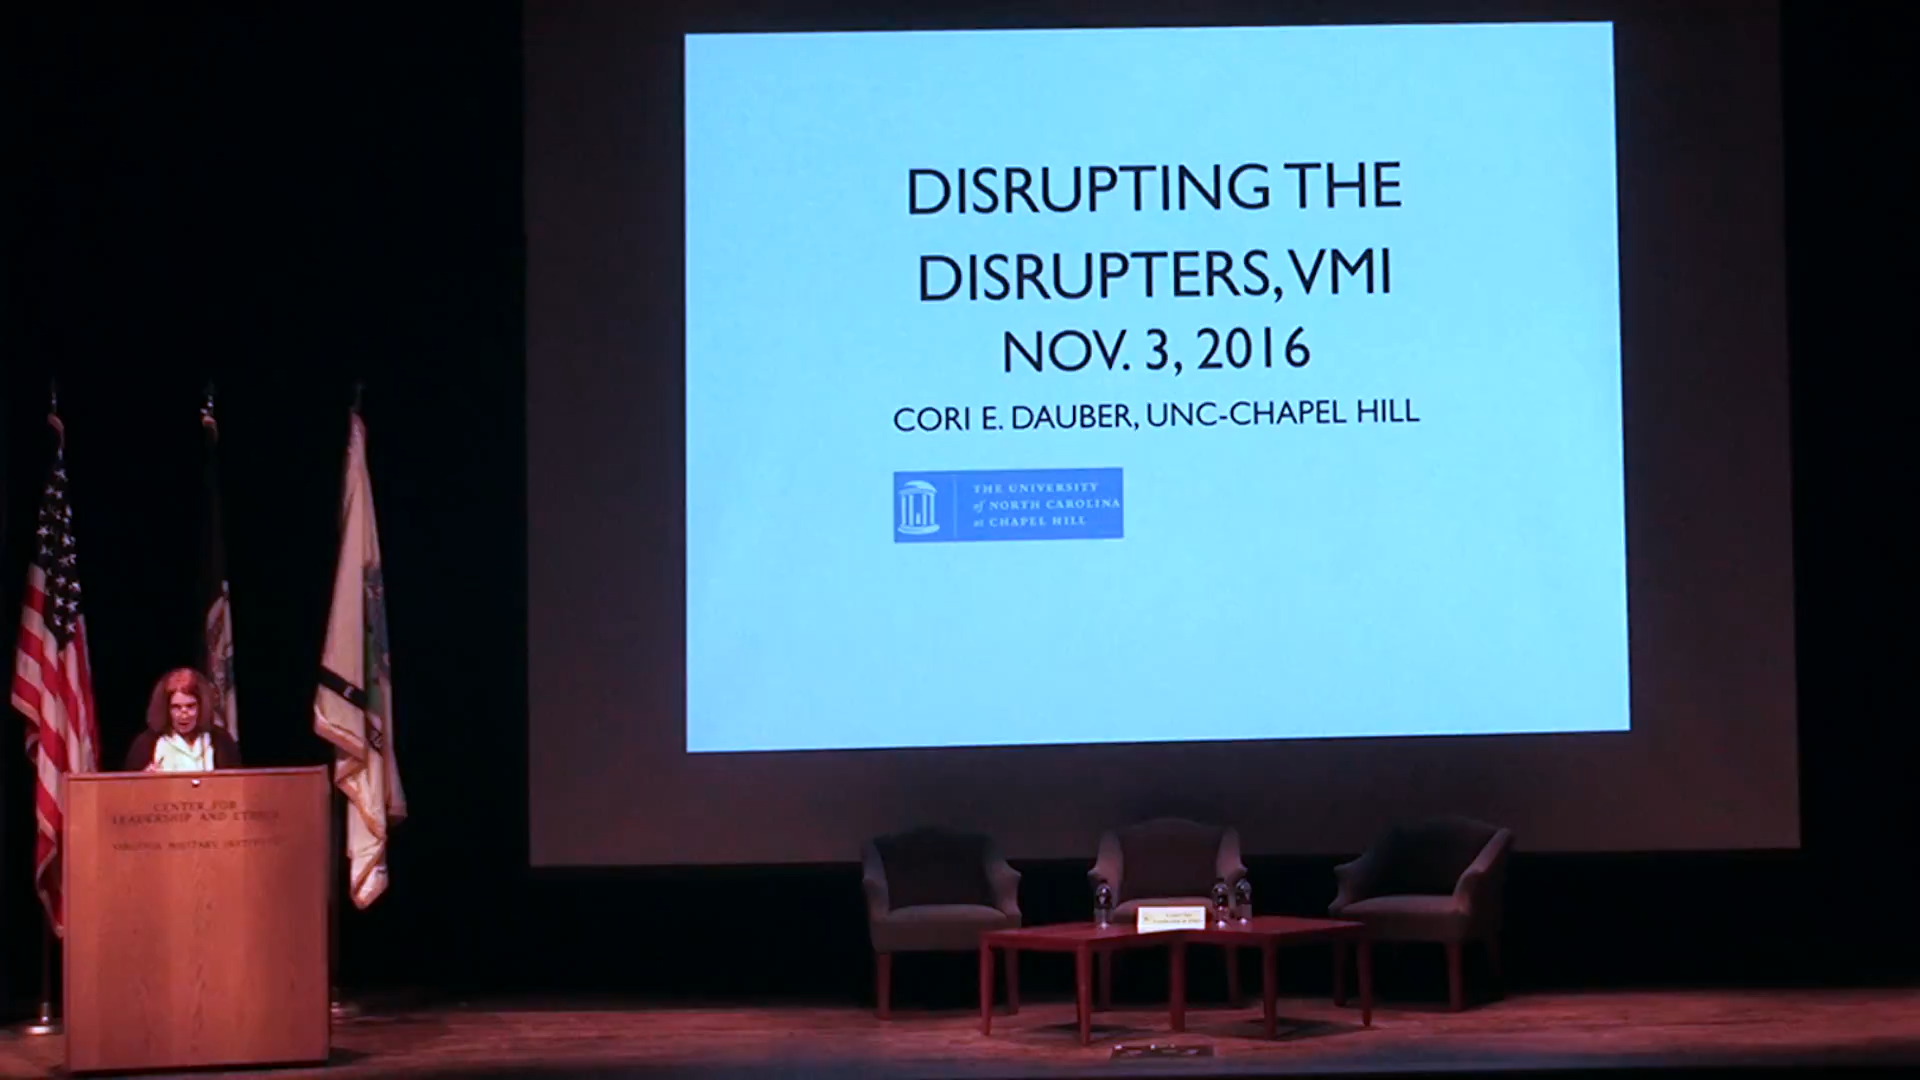 DISRUPTING THE
DISRUPTERS, VMI
NOV. 3, 2016
CORI E. DAUBER, UNC-CHAPEL HILL
THE UNIVERSITY
of NORTH CAROLINA
at CHAPEL HILL
CENTER FOR
LEADERSHIP AND ETHICS
VIRGINIA MILITARY INSTITUTE